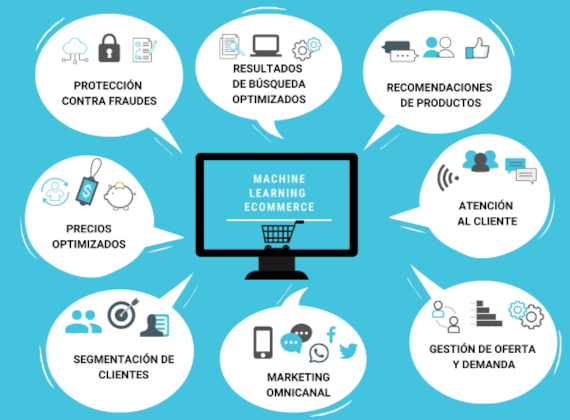 PROTECCIÓN
CONTRA FRAUDES
RESULTADOS
DE BÚSQUEDA
OPTIMIZADOS
RECOMENDACIONES
DE PRODUCTOS
MACHINE
LEARNING
ECOMMERCE
PRECIOS
OPTIMIZADOS
$
ATENCIÓN
AL CLIENTE
SEGMENTACIÓN DE
CLIENTES
MARKETING
OMNICANAL
GESTIÓN DE OFERTA
Y DEMANDA